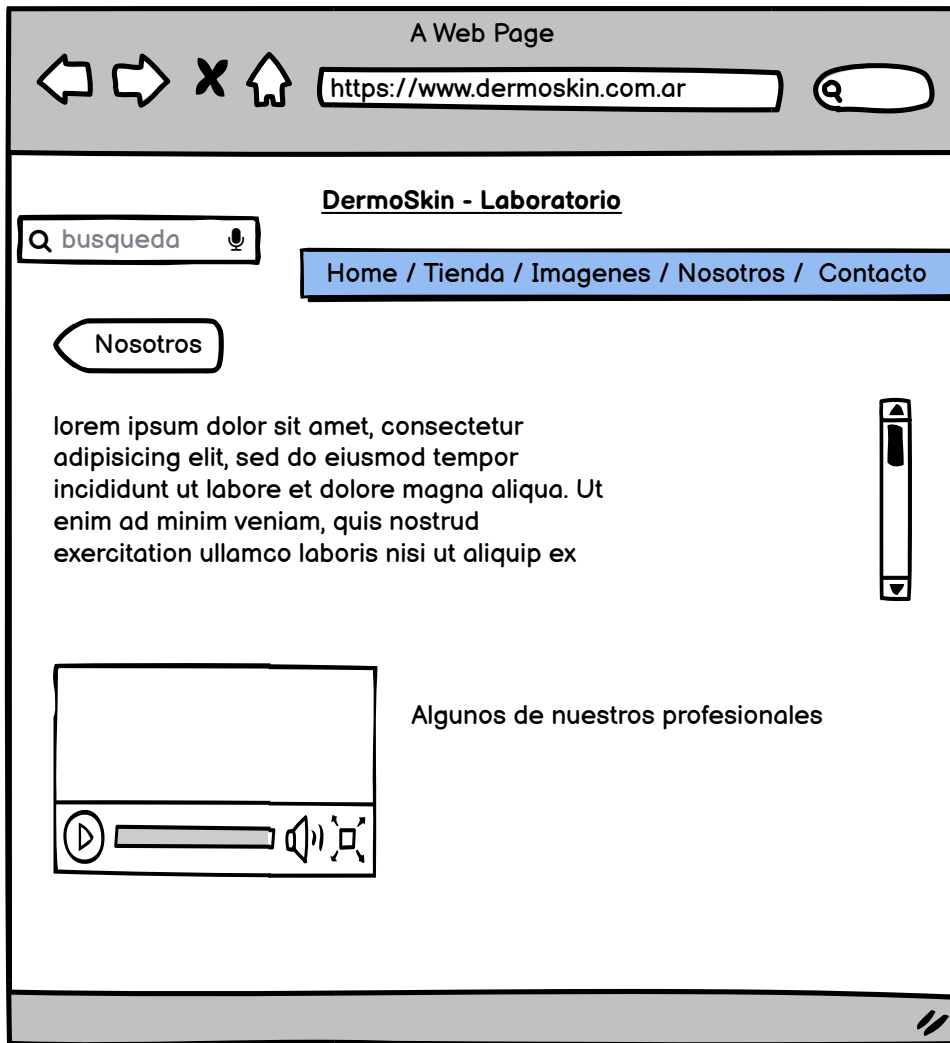 A Web Page
https://www.dermoskin.com.ar
DermoSkin - Laboratorio
busqueda
Home / Tienda / Imagenes / Nosotros / Contacto
Nosotros
lorem ipsum dolor sit amet, consectetur
adipisicing elit, sed do eiusmod tempor
incididunt ut labore et dolore magna aliqua. Ut
enim ad minim veniam, quis nostrud
exercitation ullamco laboris nisi ut aliquip ex
Algunos de nuestros profesionales